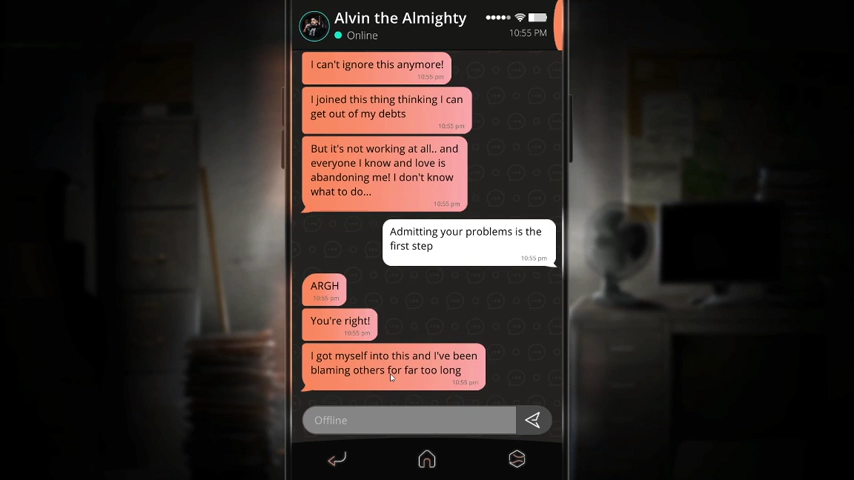 Alvin the Almighty
Online
10:55 PM
I can't ignore this anymore!
10:55 pm
I joined this thing thinking I can
get out of my debts
10:55 pm
But it's not working at all.. and
everyone I know and love is
abandoning me! I don't know
what to do...
10:55 pm
Admitting your problems is the
first step
10:55 pm
ARGH
10:55 pm
You're right!
10:55 pm
I got myself into this and I've been
blaming others for far too long
10:55 pm
Offline